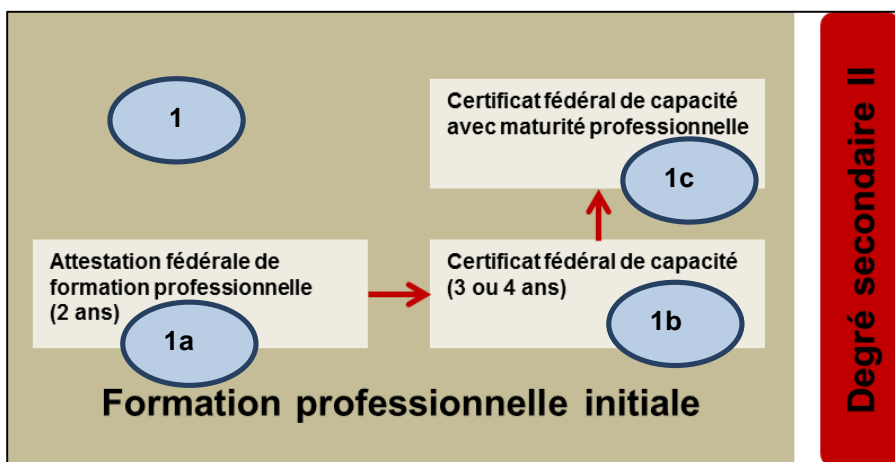 1
Certificat fédéral de capacité
avec maturité professionnelle
1c
Attestation fédérale de
formation professionnelle
(2 ans)
1a
Certificat fédéral de capacité
(3 ou 4 ans)
1b
Formation professionnelle initiale
Degré secondaire II